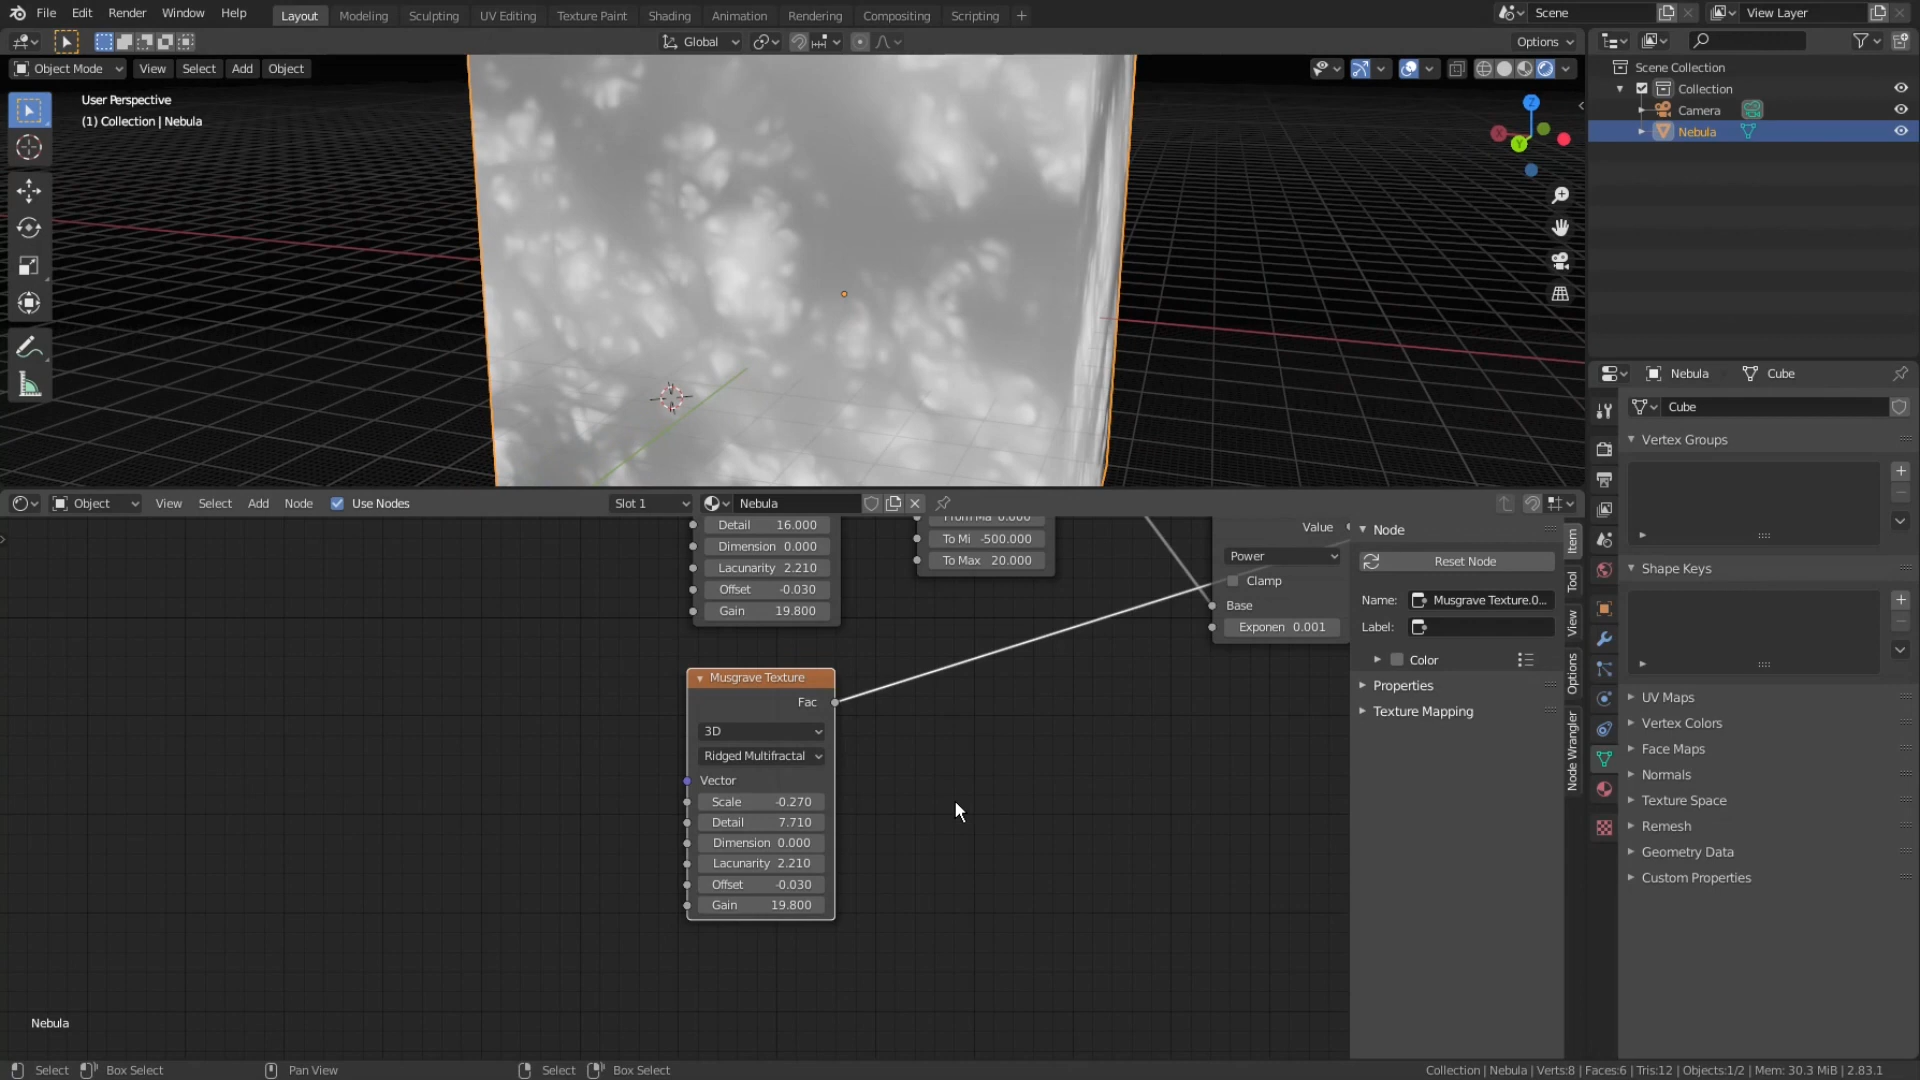 File Edit Render Window Help Layout Modeling Sculpting UV Editing Texture Paint Shading Animation Rendering Compositing Scripting + Scene View Layer
Global Options
Object Mode View Select Add Object
User Perspective
(1) Collection | Nebula
Z
X
Y
Scene Collection
Collection
Camera
Nebula
Nebula Cube
Cube
Vertex Groups
Shape Keys
UV Maps
Vertex Colors
Face Maps
Normals
Texture Space
Remesh
Geometry Data
Custom Properties
Object View Select Add Node Use Nodes Slot 1 Nebula
Detail 16.000
Dimension 0.000
Lacunarity 2.210
Offset -0.030
Gain 19.800
From Ma 0.000
To Mi -500.000
To Max 20.000
Value
Power
Clamp
Base
Exponen 0.001
Musgrave Texture
Fac
3D
Ridged Multifractal
Vector
Scale -0.270
Detail 7.710
Dimension 0.000
Lacunarity 2.210
Offset -0.030
Gain 19.800
Node
Reset Node
Name: Musgrave Texture.0...
Label:
Color
Properties
Texture Mapping
Item
Tool
View
Options
Node Wrangler
Nebula
Select Box Select Pan View Select Box Select Collection | Nebula | Verts:8 | Faces:6 | Tris:12 | Objects:1/2 | Mem: 30.3 MiB | 2.83.1